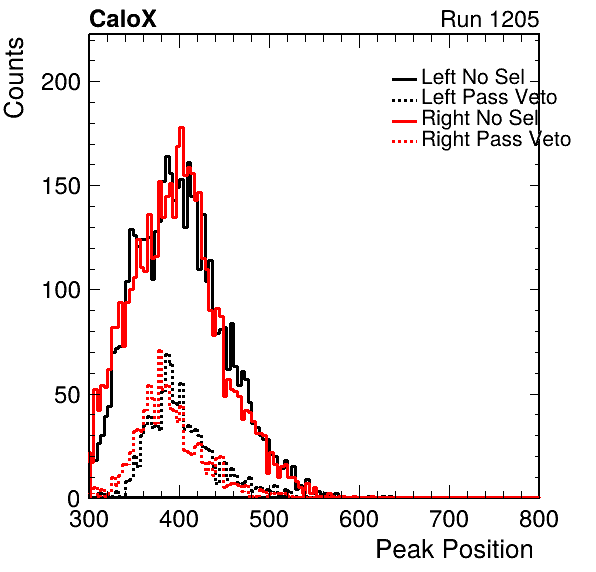 CaloX Run 1205
Counts
200
150
100
50
0
Left No Sel
Left Pass Veto
Right No Sel
Right Pass Veto
300 400 500 600 700 800
Peak Position